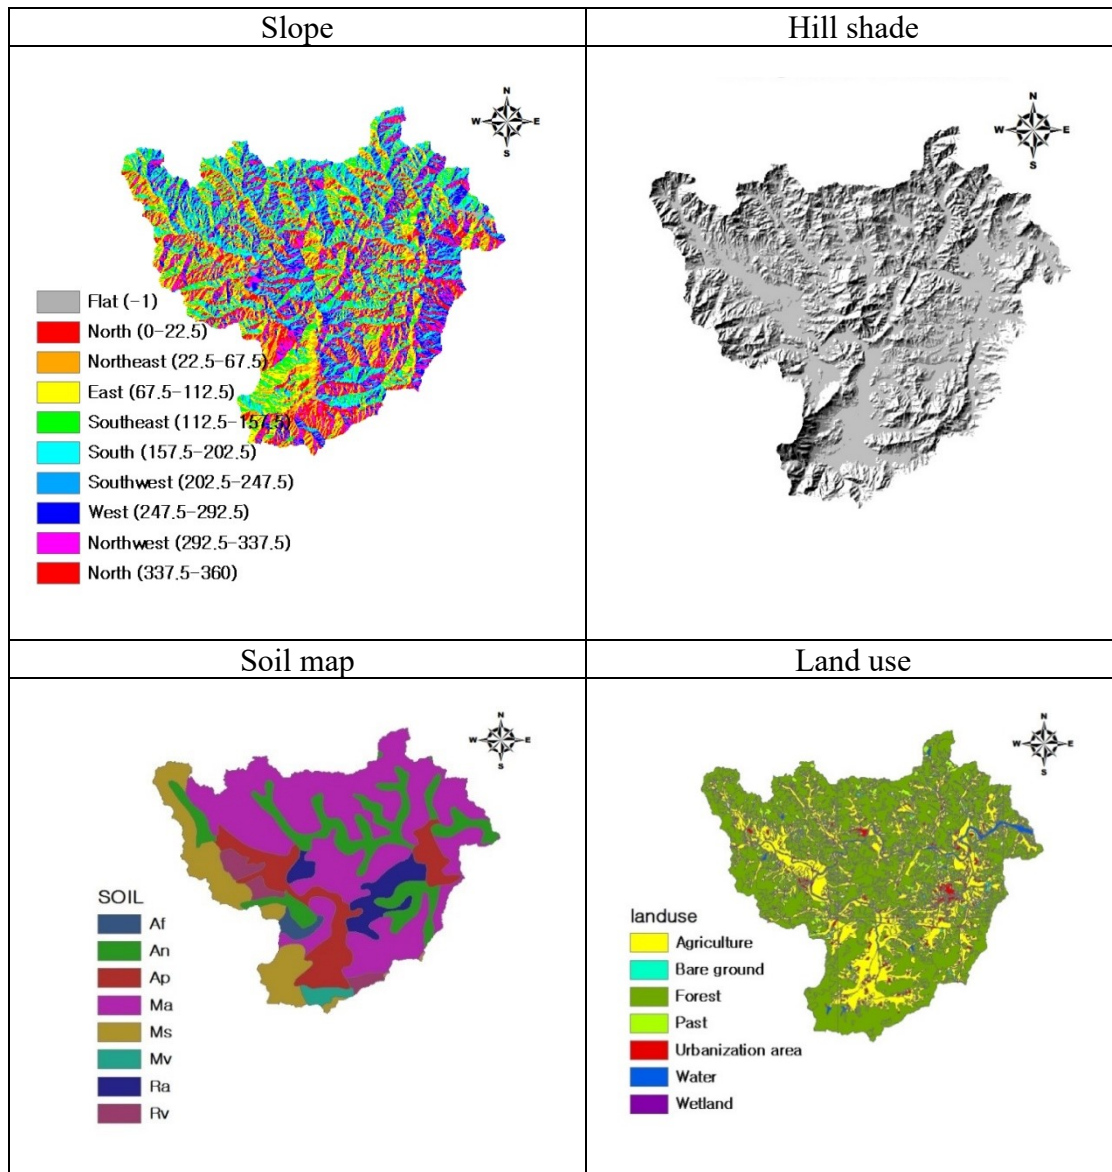 Slope
Hill shade
N
W E
S
N
W E
S
Flat (-1)
North (0-22.5)
Northeast (22.5-67.5)
East (67.5-112.5)
Southeast (112.5-157.5)
South (157.5-202.5)
Southwest (202.5-247.5)
West (247.5-292.5)
Northwest (292.5-337.5)
North (337.5-360)
Soil map
Land use
N
W E
S
N
W E
S
SOIL
Af
An
Ap
Ma
Ms
Mv
Ra
Rv
landuse
Agriculture
Bare ground
Forest
Past
Urbanization area
Water
Wetland